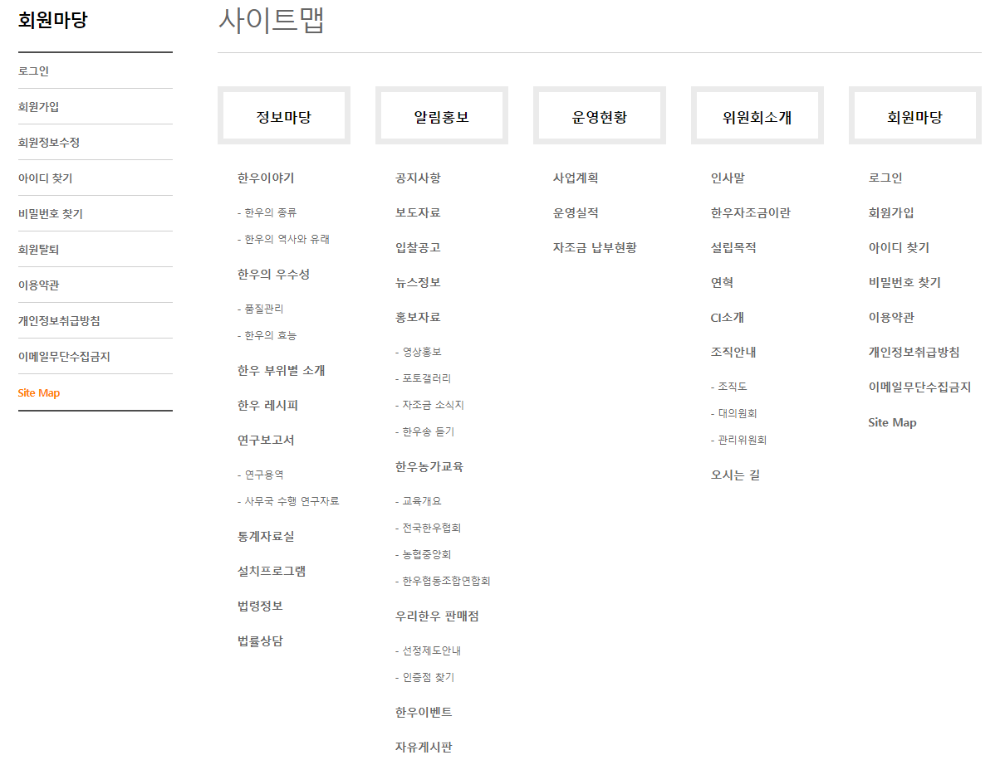 회원마당
로그인
회원가입
회원정보수정
아이디 찾기
비밀번호 찾기
회원탈퇴
이용약관
개인정보취급방침
이메일무단수집금지
Site Map
사이트맵
정보마당
한우이야기
- 한우의 종류
- 한우의 역사와 유래
한우의 우수성
- 품질관리
- 한우의 효능
한우 부위별 소개
한우 레시피
연구보고서
- 연구용역
- 사무국 수행 연구자료
통계자료실
설치프로그램
법령정보
법률상담
알림홍보
공지사항
보도자료
입찰공고
뉴스정보
홍보자료
- 영상홍보
- 포토갤러리
- 자조금 소식지
- 한우송 듣기
한우농가교육
- 교육개요
- 전국한우협회
- 농협중앙회
- 한우협동조합연합회
우리한우 판매점
- 선정제도안내
- 인증점 찾기
한우이벤트
자유게시판
운영현황
사업계획
운영실적
자조금 납부현황
위원회소개
인사말
한우자조금이란
설립목적
연혁
CI소개
조직안내
- 조직도
- 대의원회
- 관리위원회
오시는 길
회원마당
로그인
회원가입
아이디 찾기
비밀번호 찾기
이용약관
개인정보취급방침
이메일무단수집금지
Site Map